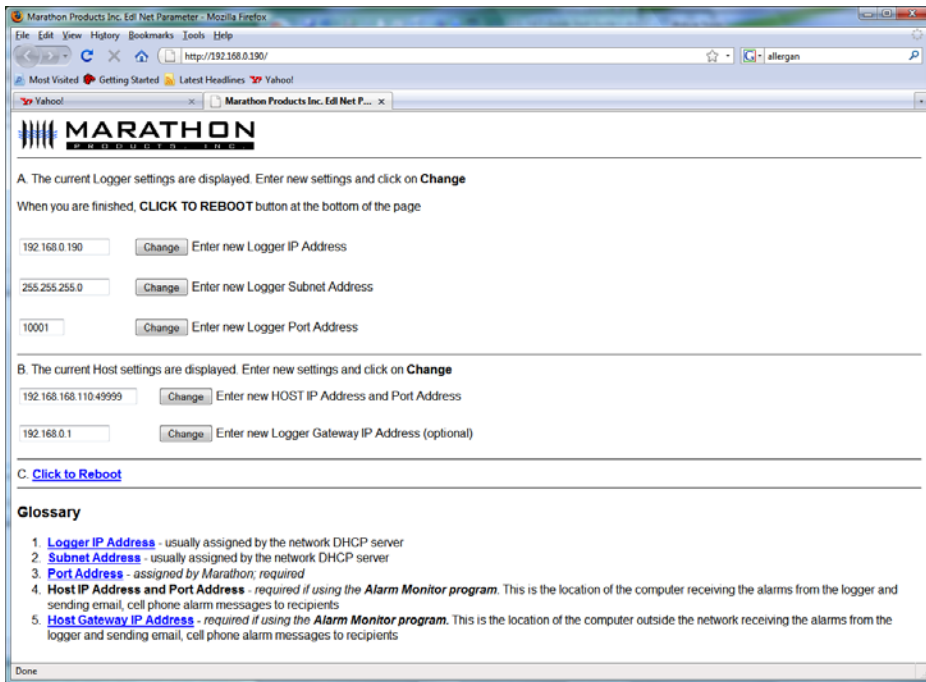 Marathon Products Inc. Edl Net Parameter - Mozilla Firefox
File Edit View History Bookmarks Tools Help
http://192.168.0.190/
G allergan
Most Visited Getting Started Latest Headlines Yahoo!
Yahoo! Marathon Products Inc. Edl Net P...
MARATHON
PRODUCTS, INC.
A. The current Logger settings are displayed. Enter new settings and click on Change
When you are finished, CLICK TO REBOOT button at the bottom of the page
192.168.0.190 Change Enter new Logger IP Address
255.255.255.0 Change Enter new Logger Subnet Address
10001 Change Enter new Logger Port Address
B. The current Host settings are displayed. Enter new settings and click on Change
192.168.168.110:49999 Change Enter new HOST IP Address and Port Address
192.168.0.1 Change Enter new Logger Gateway IP Address (optional)
C. Click to Reboot
Glossary
1. Logger IP Address - usually assigned by the network DHCP server
2. Subnet Address - usually assigned by the network DHCP server
3. Port Address - assigned by Marathon; required
4. Host IP Address and Port Address - required if using the Alarm Monitor program. This is the location of the computer receiving the alarms from the logger and
sending email, cell phone alarm messages to recipients
5. Host Gateway IP Address - required if using the Alarm Monitor program. This is the location of the computer outside the network receiving the alarms from the
logger and sending email, cell phone alarm messages to recipients
Done